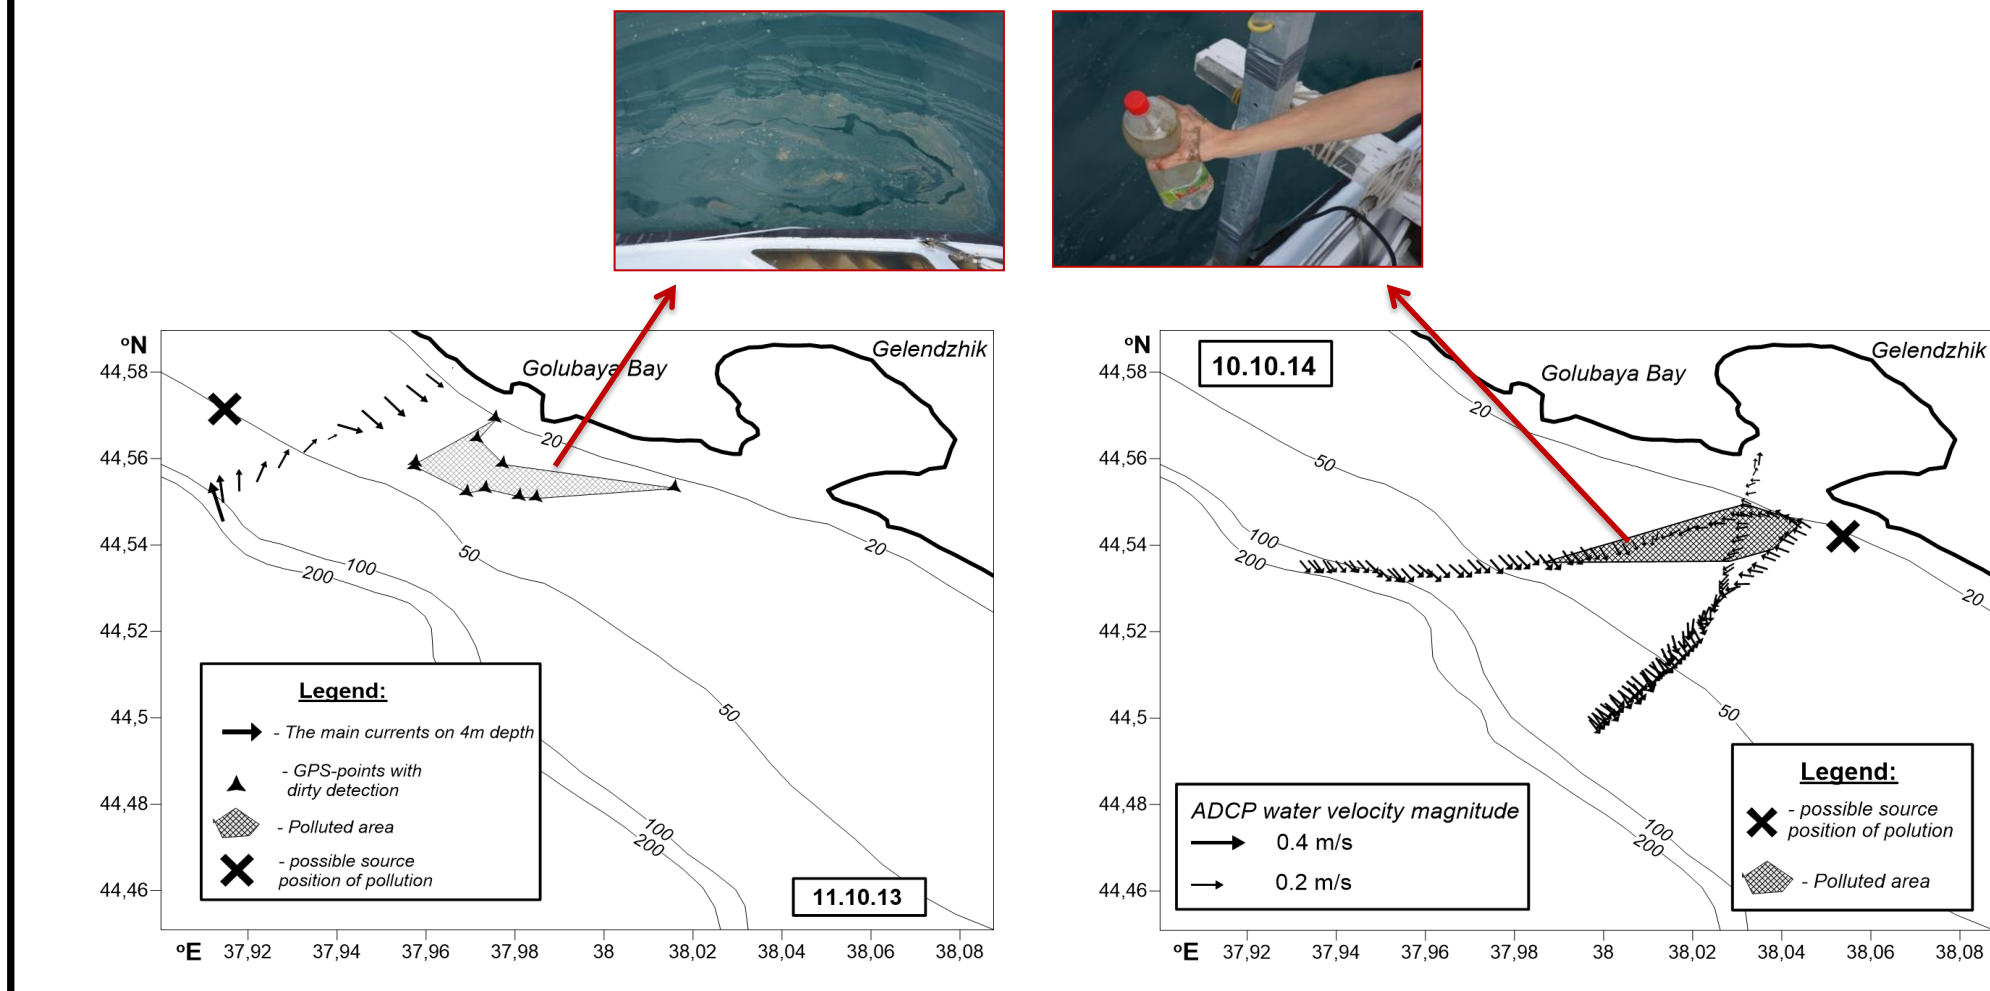 °N
Golubaya Bay
Gelendzhik
44,58
44,56
44,54
44,52
44,5
44,48
44,46
20
20
50
50
100
200
100
200
Legend:
- The main currents on 4m depth
- GPS-points with
dirty detection
- Polluted area
- possible source
position of pollution
11.10.13
°E
37,92
37,94
37,96
37,98
38
38,02
38,04
38,06
38,08
°N
10.10.14
Golubaya Bay
Gelendzhik
44,58
44,56
44,54
44,52
44,5
44,48
44,46
20
50
100
200
20
50
100
200
ADCP water velocity magnitude
0.4 m/s
0.2 m/s
Legend:
- possible source
position of polution
- Polluted area
°E
37,92
37,94
37,96
37,98
38
38,02
38,04
38,06
38,08